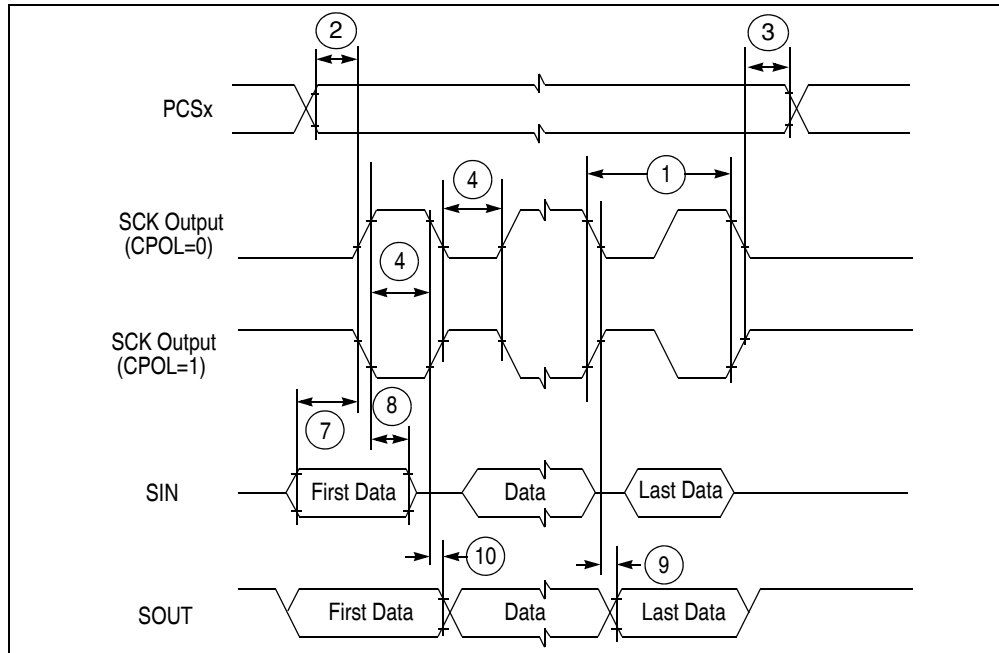 2
3
PCSx
4
1
SCK Output
(CPOL=0)
4
SCK Output
(CPOL=1)
7
8
SIN
First Data
Data
Last Data
10
9
SOUT
First Data
Data
Last Data